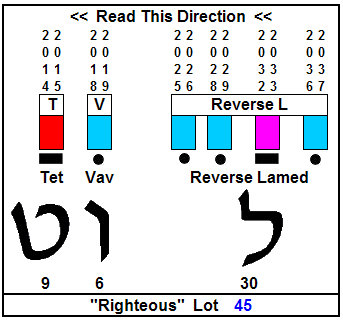 << Read This Direction <<
2 2 2 2 2 2 2 2 2 2 2 2
0 0 0 0 0 0 0 0 0 0 0 0
1 1 1 1 2 2 2 2 3 3 3 3
4 5 8 9 5 6 8 9 2 3 6 7
T V Reverse L
Tet Vav Reverse Lamed
ט ו ל
9 6 30
"Righteous" Lot 45